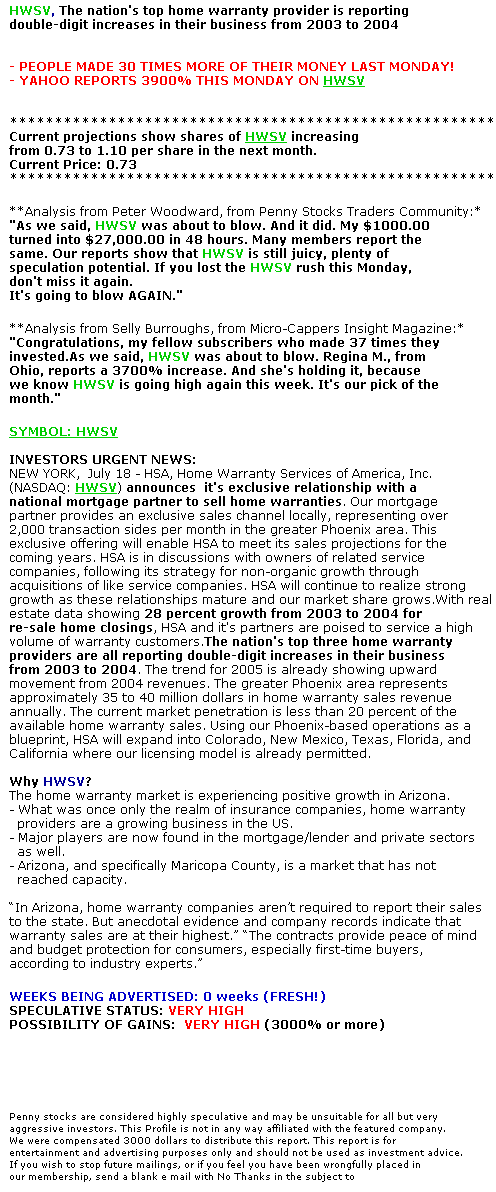 HWSV, The nation's top home warranty provider is reporting
double-digit increases in their business from 2003 to 2004
- PEOPLE MADE 30 TIMES MORE OF THEIR MONEY LAST MONDAY!
- YAHOO REPORTS 3900% THIS MONDAY ON HWSV
******************************************************
Current projections show shares of HWSV increasing
from 0.73 to 1.10 per share in the next month.
Current Price: 0.73
******************************************************
**Analysis from Peter Woodward, from Penny Stocks Traders Community:*
"As we said, HWSV was about to blow. And it did. My $1000.00
turned into $27,000.00 in 48 hours. Many members report the
same. Our reports show that HWSV is still juicy, plenty of
speculation potential. If you lost the HWSV rush this Monday,
don't miss it again.
It's going to blow AGAIN."
**Analysis from Selly Burroughs, from Micro-Cappers Insight Magazine:*
"Congratulations, my fellow subscribers who made 37 times they
invested.As we said, HWSV was about to blow. Regina M., from
Ohio, reports a 3700% increase. And she's holding it, because
we know HWSV is going high again this week. It's our pick of the
month."
SYMBOL: HWSV
INVESTORS URGENT NEWS:
NEW YORK,  July 18 - HSA, Home Warranty Services of America, Inc.
(NASDAQ: HWSV) announces  it's exclusive relationship with a
national mortgage partner to sell home warranties. Our mortgage
partner provides an exclusive sales channel locally, representing over
2,000 transaction sides per month in the greater Phoenix area. This
exclusive offering will enable HSA to meet its sales projections for the
coming years. HSA is in discussions with owners of related service
companies, following its strategy for non-organic growth through
acquisitions of like service companies. HSA will continue to realize strong
growth as these relationships mature and our market share grows.With real
estate data showing 28 percent growth from 2003 to 2004 for
re-sale home closings, HSA and it's partners are poised to service a high
volume of warranty customers.The nation's top three home warranty
providers are all reporting double-digit increases in their business
from 2003 to 2004. The trend for 2005 is already showing upward
movement from 2004 revenues. The greater Phoenix area represents
approximately 35 to 40 million dollars in home warranty sales revenue
annually. The current market penetration is less than 20 percent of the
available home warranty sales. Using our Phoenix-based operations as a
blueprint, HSA will expand into Colorado, New Mexico, Texas, Florida, and
California where our licensing model is already permitted.
Why HWSV?
The home warranty market is experiencing positive growth in Arizona.
- What was once only the realm of insurance companies, home warranty
providers are a growing business in the US.
- Major players are now found in the mortgage/lender and private sectors
as well.
- Arizona, and specifically Maricopa County, is a market that has not
reached capacity.
“In Arizona, home warranty companies aren’t required to report their sales
to the state. But anecdotal evidence and company records indicate that
warranty sales are at their highest.” “The contracts provide peace of mind
and budget protection for consumers, especially first-time buyers,
according to industry experts.”
WEEKS BEING ADVERTISED: 0 weeks (FRESH!)
SPECULATIVE STATUS: VERY HIGH
POSSIBILITY OF GAINS:  VERY HIGH (3000% or more)
Penny stocks are considered highly speculative and may be unsuitable for all but very
aggressive investors. This Profile is not in any way affiliated with the featured company.
We were compensated 3000 dollars to distribute this report. This report is for
entertainment and advertising purposes only and should not be used as investment advice.
If you wish to stop future mailings, or if you feel you have been wrongfully placed in
our membership, send a blank e mail with No Thanks in the subject to